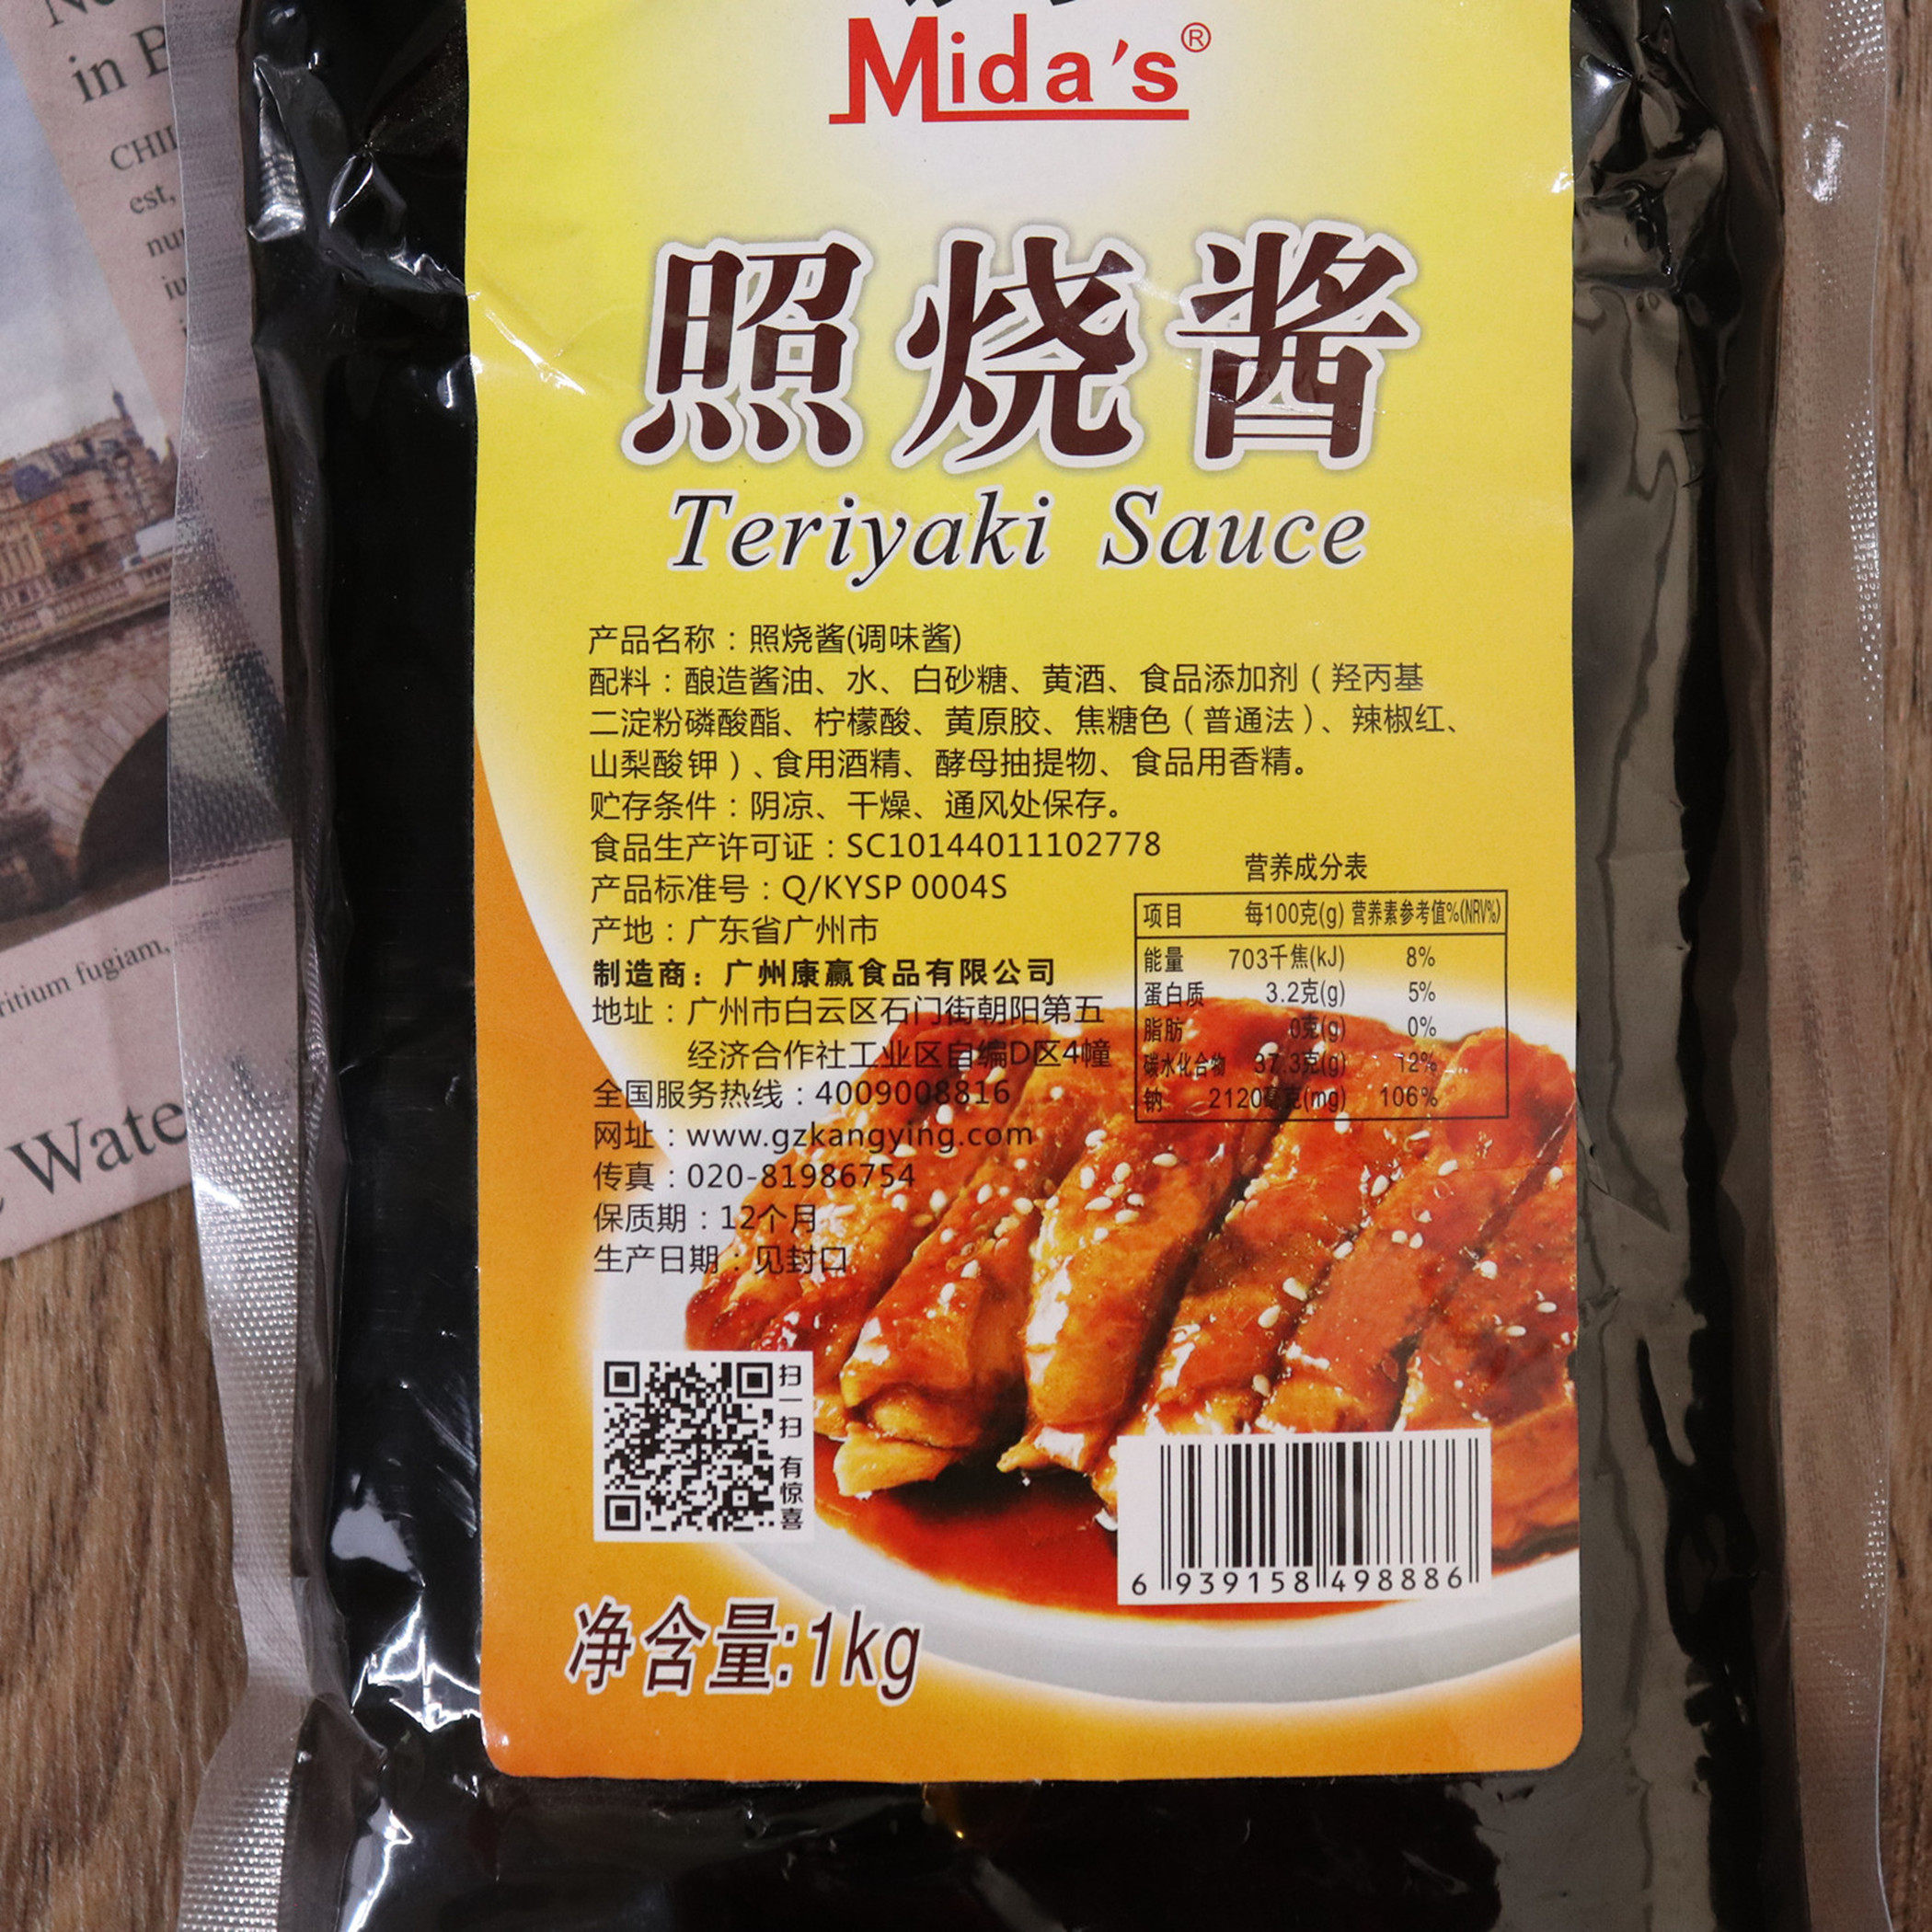 in B
CHI
est,
Mida's®
照烧酱
Teriyaki Sauce
产品名称：照烧酱(调味酱)
配料：酿造酱油、水、白砂糖、黄酒、食品添加剂（羟丙基
二淀粉磷酸酯、柠檬酸、黄原胶、焦糖色（普通法）、辣椒红、
山梨酸钾）、食用酒精、酵母抽提物、食品用香精。
贮存条件：阴凉、干燥、通风处保存。
食品生产许可证：SC10144011102778
产品标准号：Q/KYSP 0004S
产地：广东省广州市
制造商：广州康赢食品有限公司
地址：广州市白云区石门街朝阳第五
经济合作社工业区自编D区4幢
全国服务热线：4009008816
网址：www.gzkangying.com
传真：020-81986754
保质期：12个月
生产日期：见封口
营养成分表
项目 每100克(g) 营养素参考值%(NRV%)
能量 703千焦(kJ) 8%
蛋白质 3.2克(g) 5%
脂肪 0克(g) 0%
碳水化合物 37.3克(g) 12%
钠 2120毫克(mg) 106%
扫一扫 有惊喜
6 939158 498886
净含量:1kg
ritium fugiam,
Wate